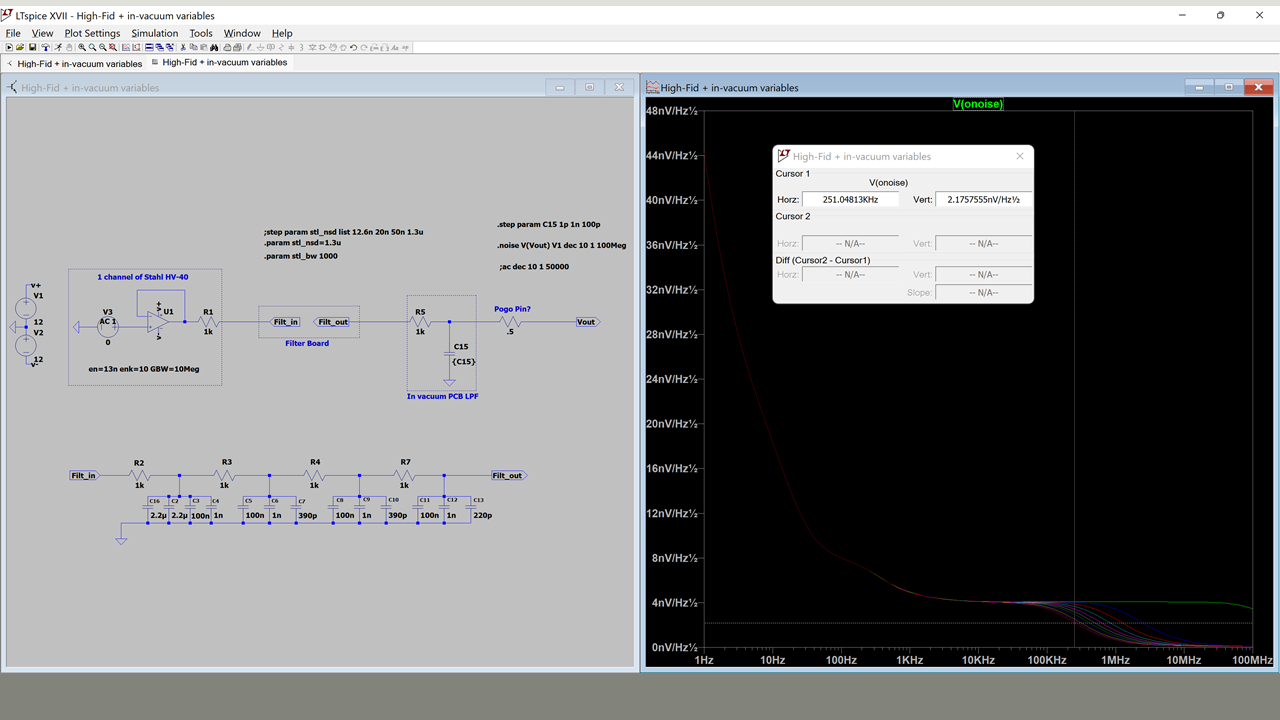 LTspice XVII - High-Fid + in-vacuum variables
File View Plot Settings Simulation Tools Window Help
High-Fid + in-vacuum variables
High-Fid + in-vacuum variables
High-Fid + in-vacuum variables
;step param stl_nsd list 12.6n 20n 50n 1.3u
.param stl_nsd=1.3u
.param stl_bw 1000
.step param C15 1p 1n 100p
.noise V(Vout) V1 dec 10 1 100Meg
;ac dec 10 1 50000
v+
V1
12
V2
12
v-
1 channel of Stahl HV-40
V3
AC 1
0
v+
U1
v-
R1
1k
en=13n enk=10 GBW=10Meg
Filt_in
Filt_out
Filter Board
R5
1k
C15
{C15}
In vacuum PCB LPF
Pogo Pin?
.5
Vout
Filt_in
R2
1k
R3
1k
R4
1k
R7
1k
Filt_out
C16 C2 C3 C4 C5 C6 C7 C8 C9 C10 C11 C12 C13
2.2µ 2.2µ 100n 1n 100n 1n 390p 100n 1n 390p 100n 1n 220p
High-Fid + in-vacuum variables
V(onoise)
48nV/Hz½
44nV/Hz½
40nV/Hz½
36nV/Hz½
32nV/Hz½
28nV/Hz½
24nV/Hz½
20nV/Hz½
16nV/Hz½
12nV/Hz½
8nV/Hz½
4nV/Hz½
0nV/Hz½
1Hz 10Hz 100Hz 1KHz 10KHz 100KHz 1MHz 10MHz 100MHz
High-Fid + in-vacuum variables
Cursor 1
V(onoise)
Horz: 251.04813KHz Vert: 2.1757555nV/Hz½
Cursor 2
Horz: -- N/A-- Vert: -- N/A--
Diff (Cursor2 - Cursor1)
Horz: -- N/A-- Vert: -- N/A--
Slope: -- N/A--